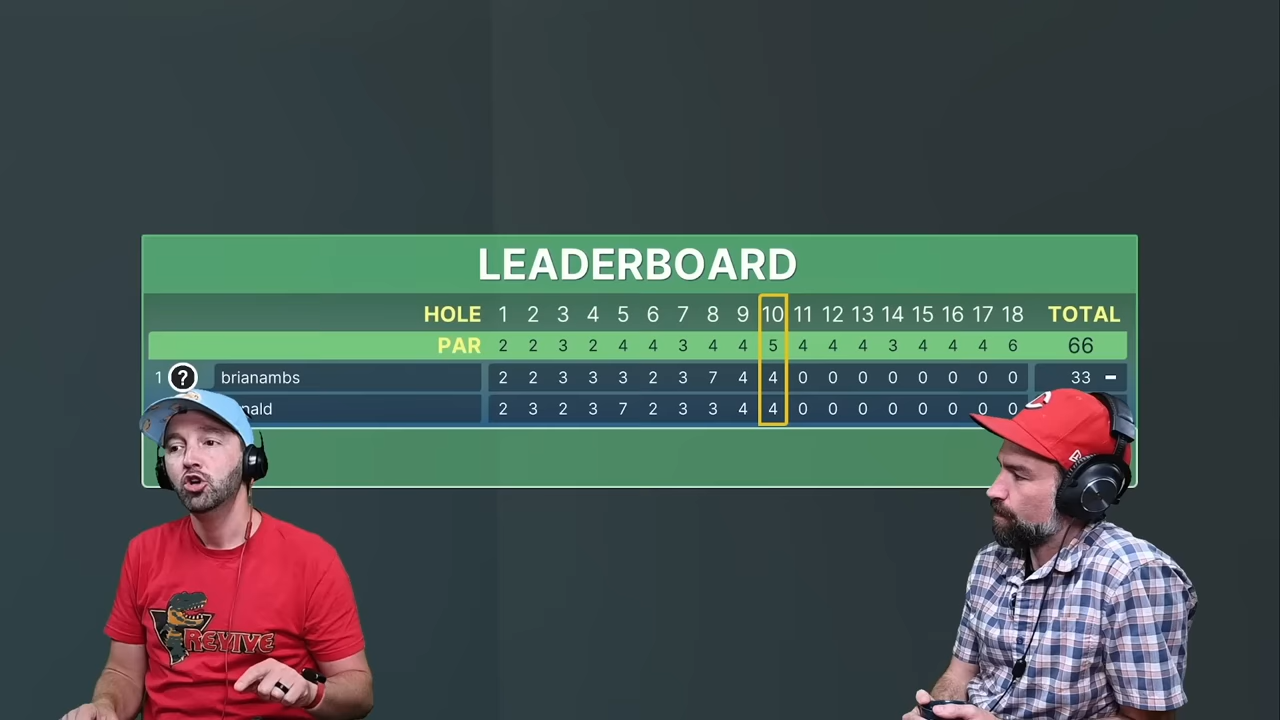 LEADERBOARD
HOLE 1 2 3 4 5 6 7 8 9 10 11 12 13 14 15 16 17 18 TOTAL
PAR 2 2 3 2 4 4 3 4 4 5 4 4 4 3 4 4 4 6 66
1 ? brianambs 2 2 3 3 3 2 3 7 4 4 0 0 0 0 0 0 0 0 33 -
nald 2 3 2 3 7 2 3 3 4 4 0 0 0 0 0 0 0 0
REVIVE